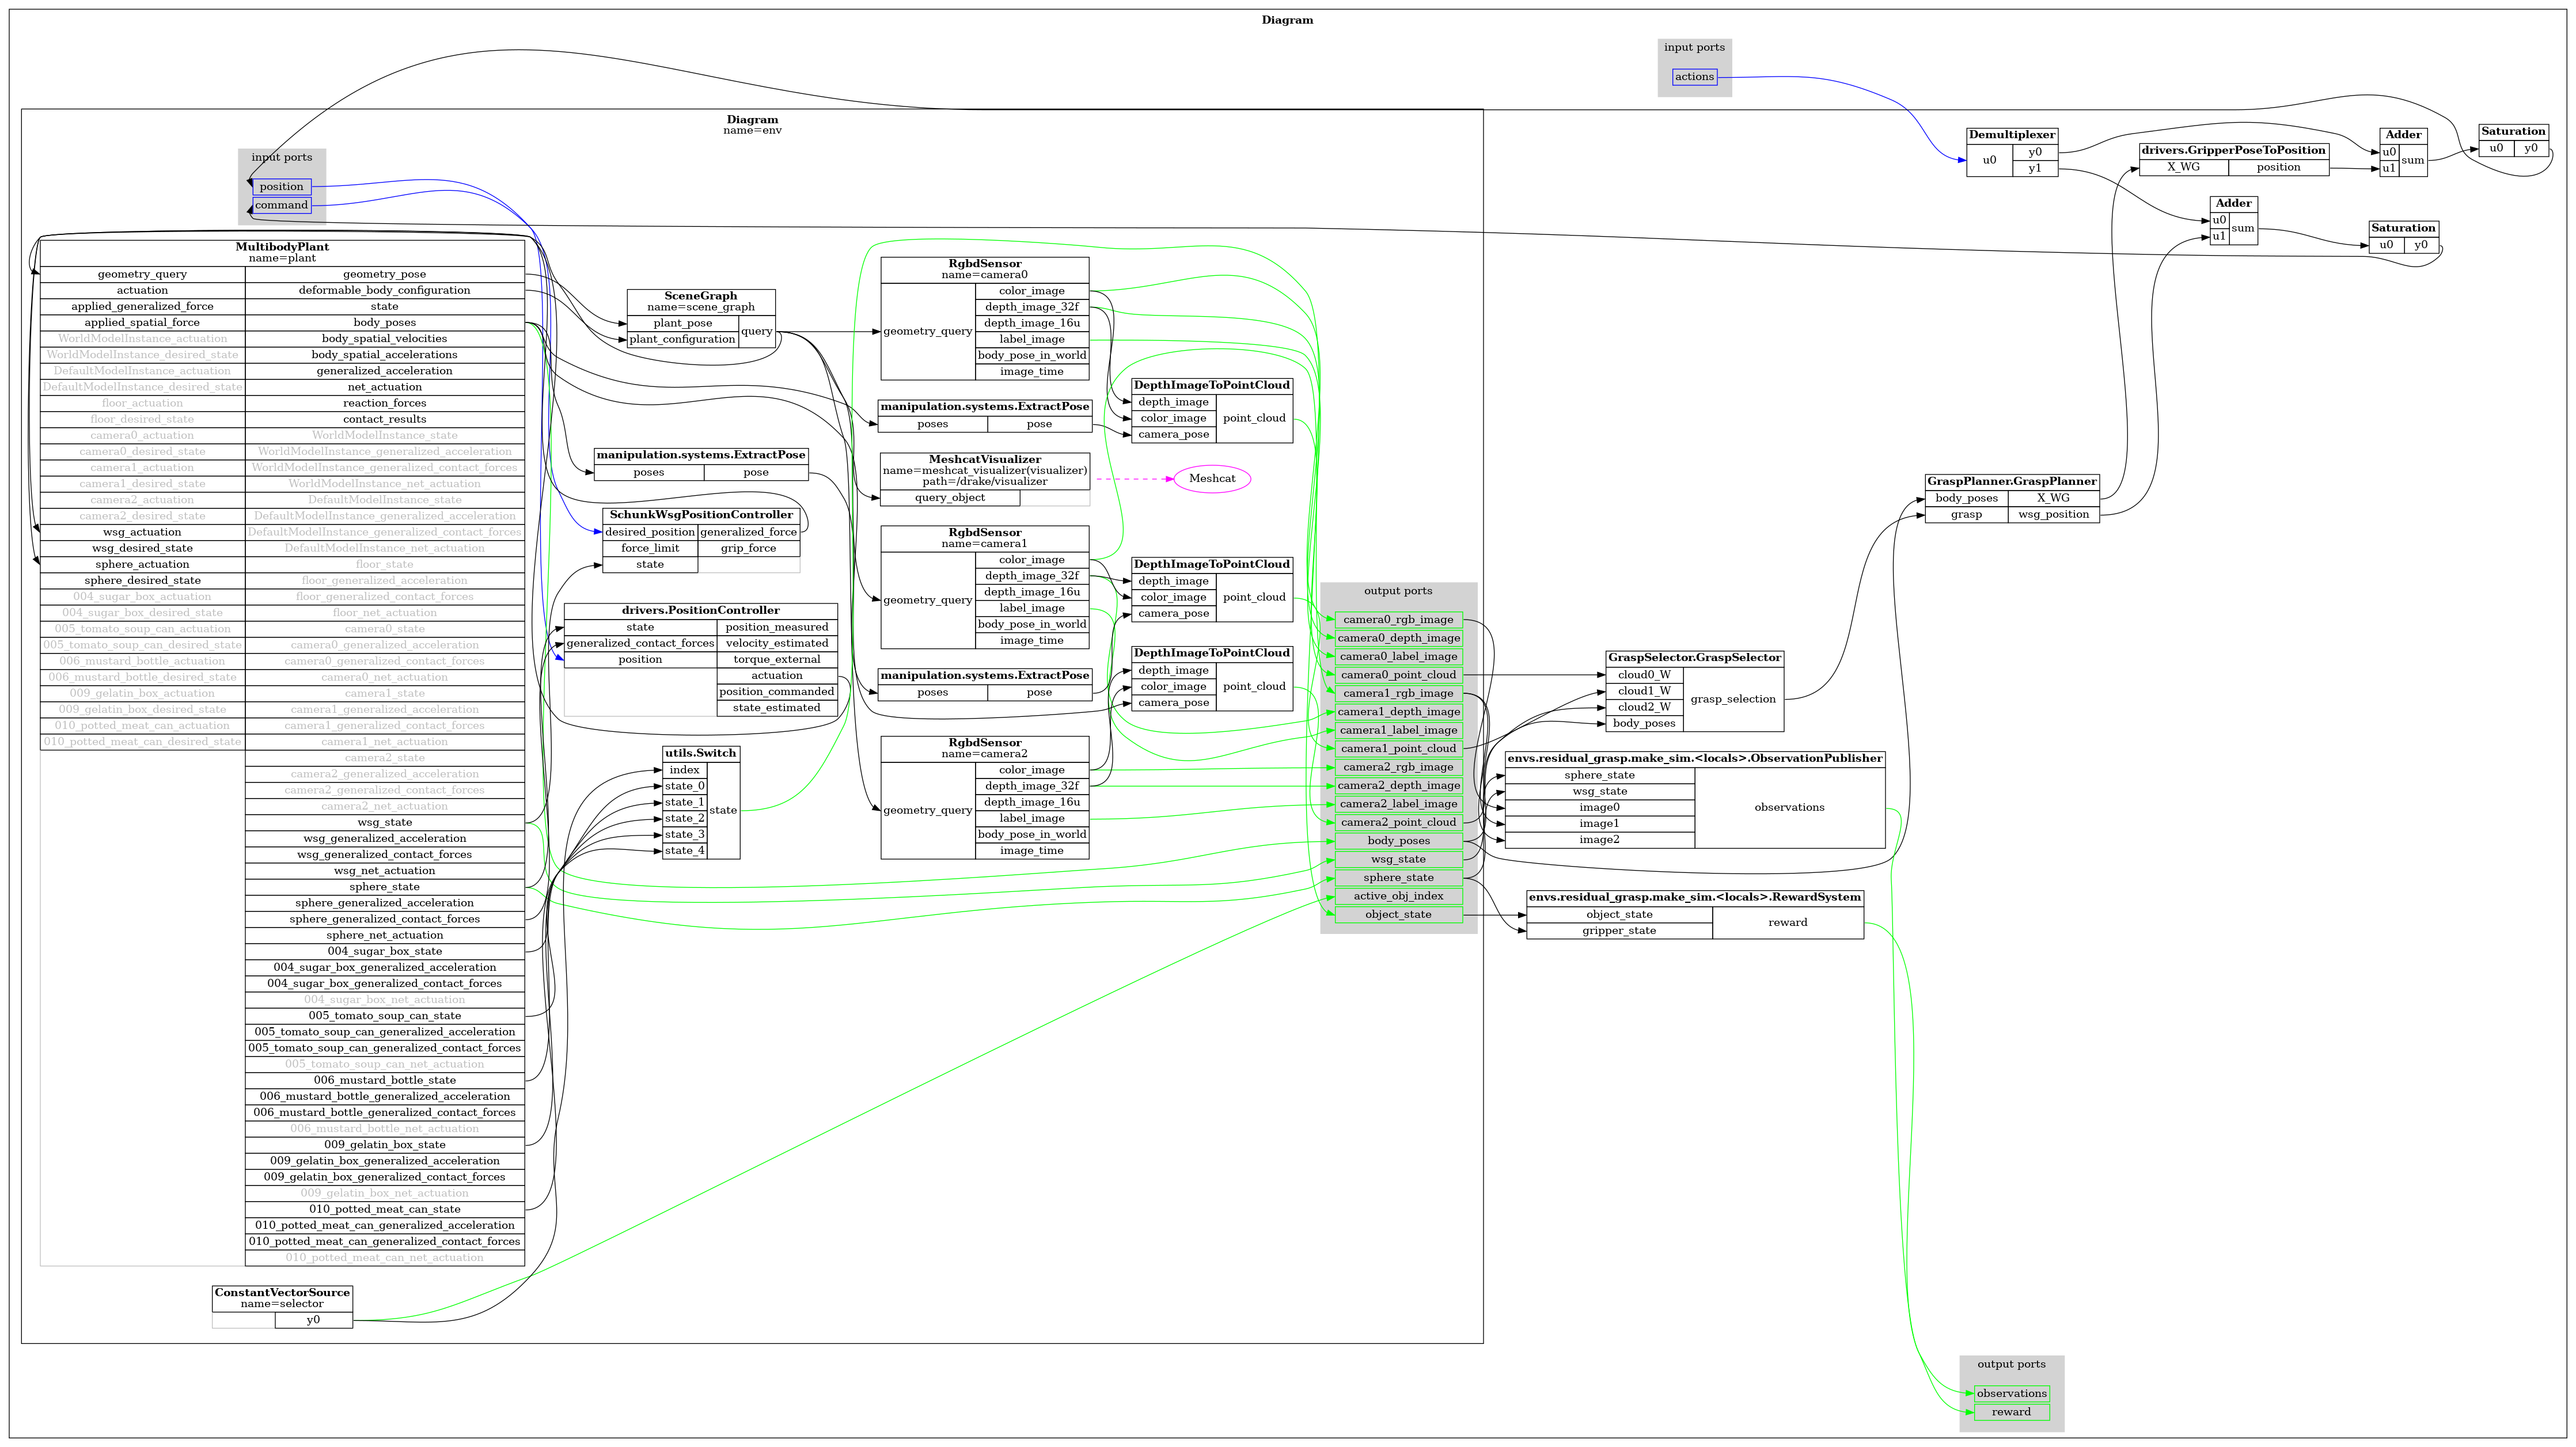 Diagram
input ports
actions
Diagram
name=env
input ports
position
command
MultibodyPlant
name=plant
geometry_query
actuation
applied_generalized_force
applied_spatial_force
WorldModelInstance_actuation
WorldModelInstance_desired_state
DefaultModelInstance_actuation
DefaultModelInstance_desired_state
floor_actuation
floor_desired_state
camera0_actuation
camera0_desired_state
camera1_actuation
camera1_desired_state
camera2_actuation
camera2_desired_state
wsg_actuation
wsg_desired_state
sphere_actuation
sphere_desired_state
004_sugar_box_actuation
004_sugar_box_desired_state
005_tomato_soup_can_actuation
005_tomato_soup_can_desired_state
006_mustard_bottle_actuation
006_mustard_bottle_desired_state
009_gelatin_box_actuation
009_gelatin_box_desired_state
010_potted_meat_can_actuation
010_potted_meat_can_desired_state
geometry_pose
deformable_body_configuration
state
body_poses
body_spatial_velocities
body_spatial_accelerations
generalized_acceleration
net_actuation
reaction_forces
contact_results
WorldModelInstance_state
WorldModelInstance_generalized_acceleration
WorldModelInstance_generalized_contact_forces
WorldModelInstance_net_actuation
DefaultModelInstance_state
DefaultModelInstance_generalized_acceleration
DefaultModelInstance_generalized_contact_forces
DefaultModelInstance_net_actuation
floor_state
floor_generalized_acceleration
floor_generalized_contact_forces
floor_net_actuation
camera0_state
camera0_generalized_acceleration
camera0_generalized_contact_forces
camera0_net_actuation
camera1_state
camera1_generalized_acceleration
camera1_generalized_contact_forces
camera1_net_actuation
camera2_state
camera2_generalized_acceleration
camera2_generalized_contact_forces
camera2_net_actuation
wsg_state
wsg_generalized_acceleration
wsg_generalized_contact_forces
wsg_net_actuation
sphere_state
sphere_generalized_acceleration
sphere_generalized_contact_forces
sphere_net_actuation
004_sugar_box_state
004_sugar_box_generalized_acceleration
004_sugar_box_generalized_contact_forces
004_sugar_box_net_actuation
005_tomato_soup_can_state
005_tomato_soup_can_generalized_acceleration
005_tomato_soup_can_generalized_contact_forces
005_tomato_soup_can_net_actuation
006_mustard_bottle_state
006_mustard_bottle_generalized_acceleration
006_mustard_bottle_generalized_contact_forces
006_mustard_bottle_net_actuation
009_gelatin_box_state
009_gelatin_box_generalized_acceleration
009_gelatin_box_generalized_contact_forces
009_gelatin_box_net_actuation
010_potted_meat_can_state
010_potted_meat_can_generalized_acceleration
010_potted_meat_can_generalized_contact_forces
010_potted_meat_can_net_actuation
ConstantVectorSource
name=selector
y0
SceneGraph
name=scene_graph
plant_pose
plant_configuration
query
manipulation.systems.ExtractPose
poses pose
SchunkWsgPositionController
desired_position generalized_force
force_limit grip_force
state
drivers.PositionController
state position_measured
generalized_contact_forces velocity_estimated
position torque_external
actuation
position_commanded
state_estimated
utils.Switch
index
state_0
state_1
state_2
state_3
state_4
state
RgbdSensor
name=camera0
geometry_query
color_image
depth_image_32f
depth_image_16u
label_image
body_pose_in_world
image_time
manipulation.systems.ExtractPose
poses pose
MeshcatVisualizer
name=meshcat_visualizer(visualizer)
path=/drake/visualizer
query_object
Meshcat
RgbdSensor
name=camera1
geometry_query
color_image
depth_image_32f
depth_image_16u
label_image
body_pose_in_world
image_time
manipulation.systems.ExtractPose
poses pose
RgbdSensor
name=camera2
geometry_query
color_image
depth_image_32f
depth_image_16u
label_image
body_pose_in_world
image_time
DepthImageToPointCloud
depth_image
color_image
camera_pose
point_cloud
DepthImageToPointCloud
depth_image
color_image
camera_pose
point_cloud
DepthImageToPointCloud
depth_image
color_image
camera_pose
point_cloud
output ports
camera0_rgb_image
camera0_depth_image
camera0_label_image
camera0_point_cloud
camera1_rgb_image
camera1_depth_image
camera1_label_image
camera1_point_cloud
camera2_rgb_image
camera2_depth_image
camera2_label_image
camera2_point_cloud
body_poses
wsg_state
sphere_state
active_obj_index
object_state
GraspSelector.GraspSelector
cloud0_W
cloud1_W
cloud2_W
body_poses
grasp_selection
envs.residual_grasp.make_sim.<locals>.ObservationPublisher
sphere_state
wsg_state
image0
image1
image2
observations
envs.residual_grasp.make_sim.<locals>.RewardSystem
object_state
gripper_state
reward
GraspPlanner.GraspPlanner
body_poses X_WG
grasp wsg_position
Demultiplexer
u0
y0
y1
drivers.GripperPoseToPosition
X_WG position
Adder
u0
u1
sum
Adder
u0
u1
sum
Saturation
u0 y0
Saturation
u0 y0
output ports
observations
reward